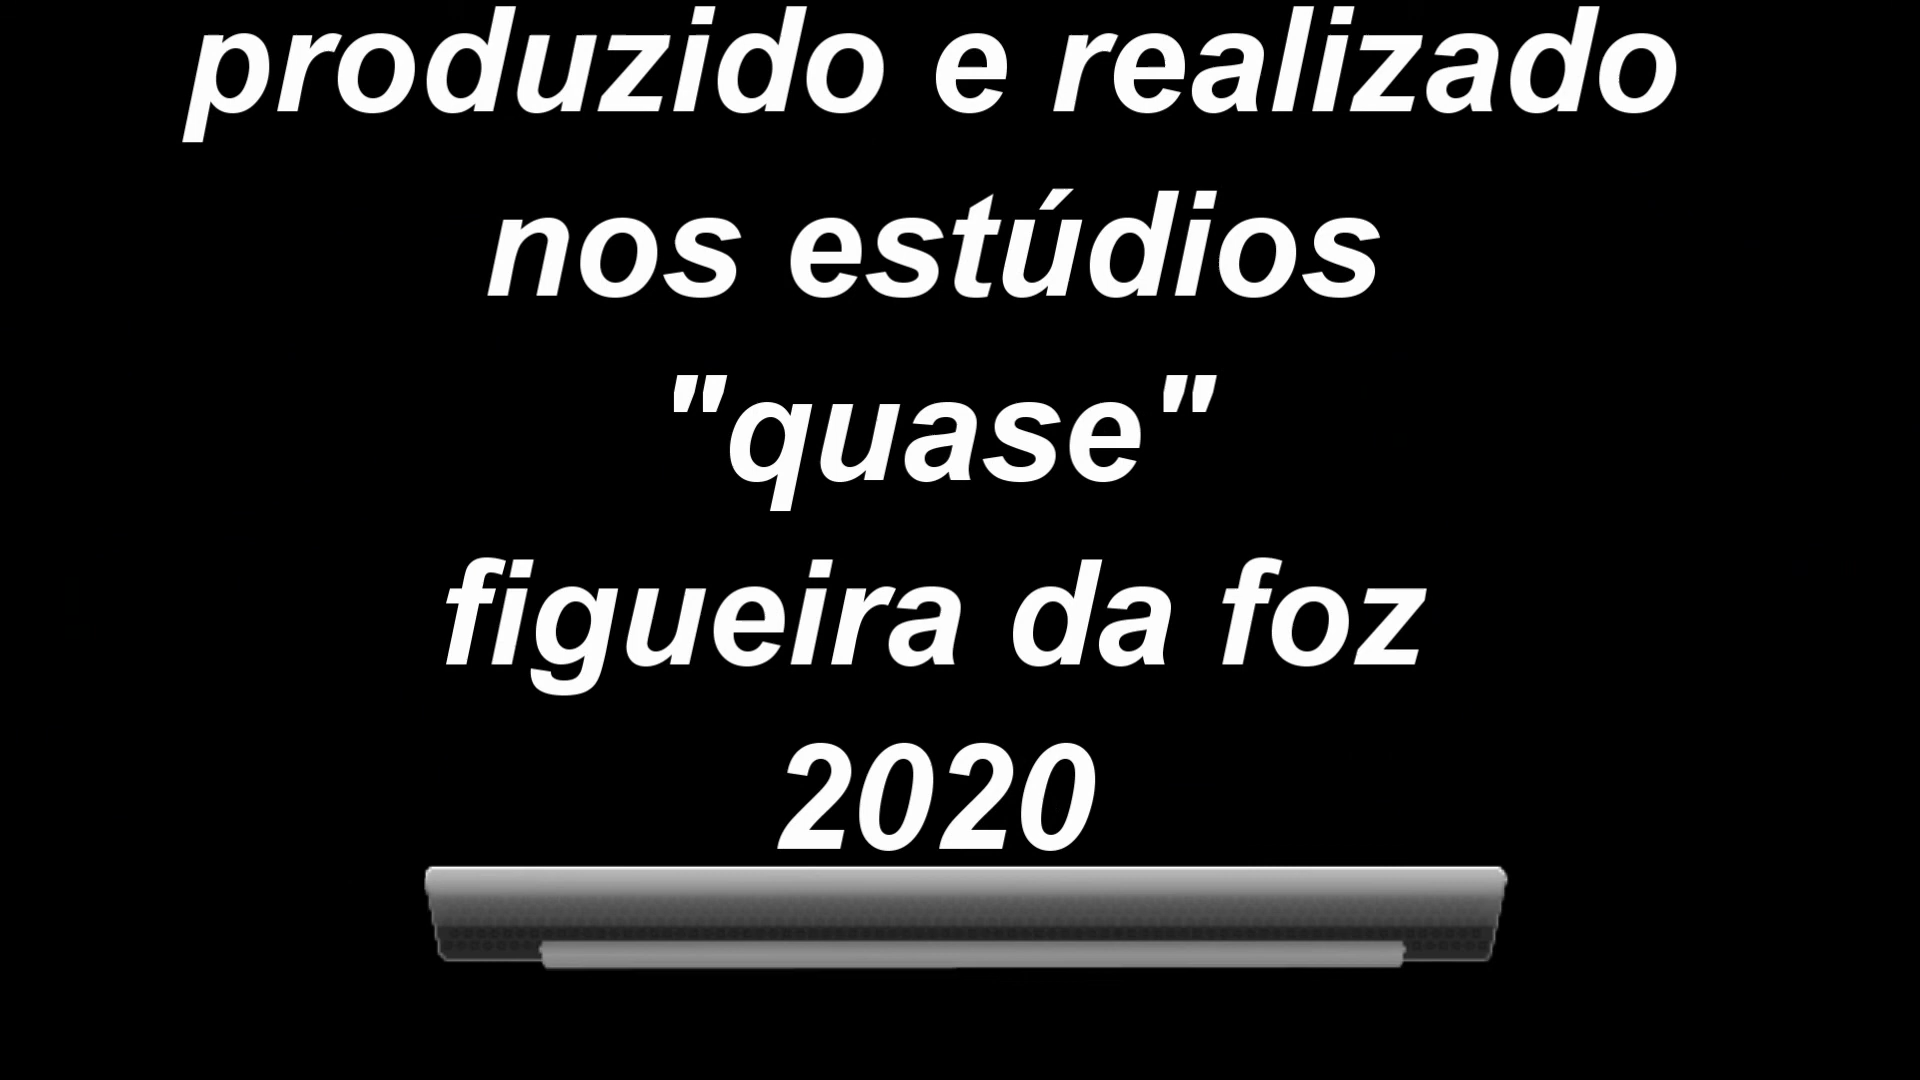 produzido e realizado
nos estúdios
"quase"
figueira da foz
2020